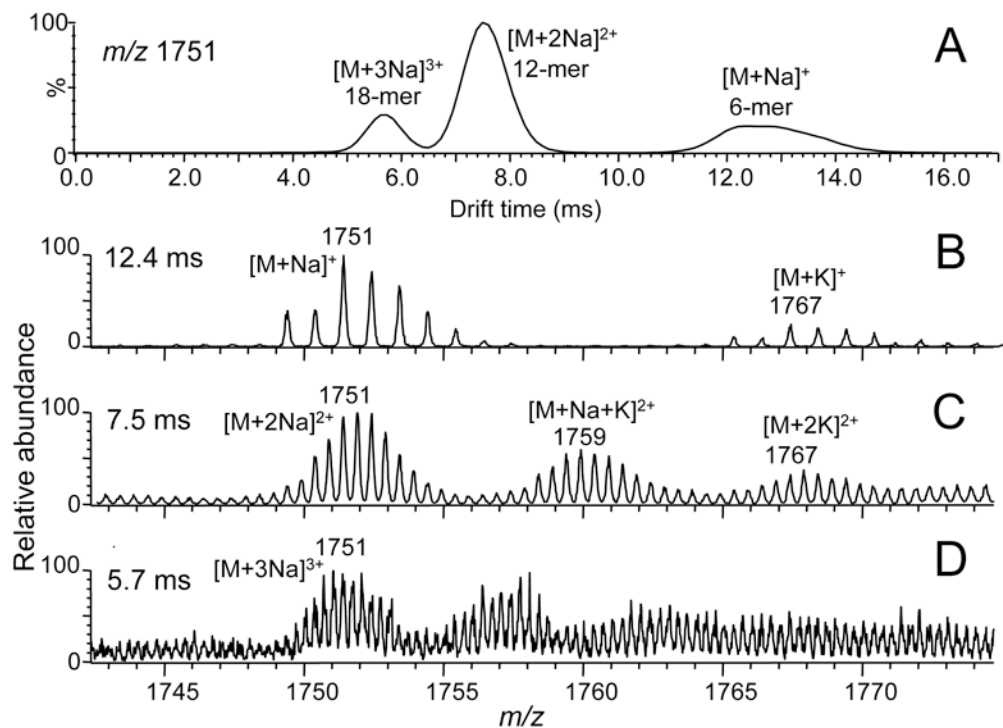 100
m/z 1751
[M+3Na]³⁺
18-mer
[M+2Na]²⁺
12-mer
[M+Na]⁺
6-mer
A
%
0
0.0 2.0 4.0 6.0 8.0 10.0 12.0 14.0 16.0
Drift time (ms)
Relative abundance
100
12.4 ms
[M+Na]⁺
1751
[M+K]⁺
1767
B
0
100
7.5 ms
[M+2Na]²⁺
1751
[M+Na+K]²⁺
1759
[M+2K]²⁺
1767
C
0
100
5.7 ms
[M+3Na]³⁺
1751
D
0
1745 1750 1755 1760 1765 1770
m/z